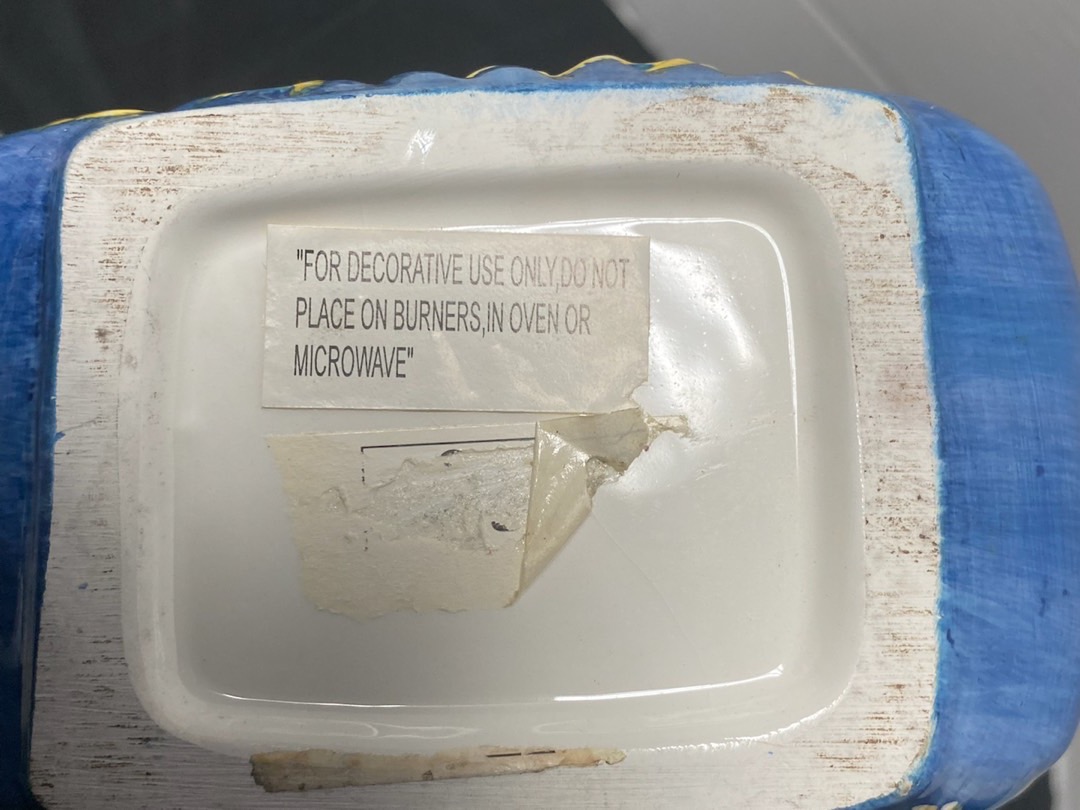 "FOR DECORATIVE USE ONLY,DO NOT
PLACE ON BURNERS,IN OVEN OR
MICROWAVE"